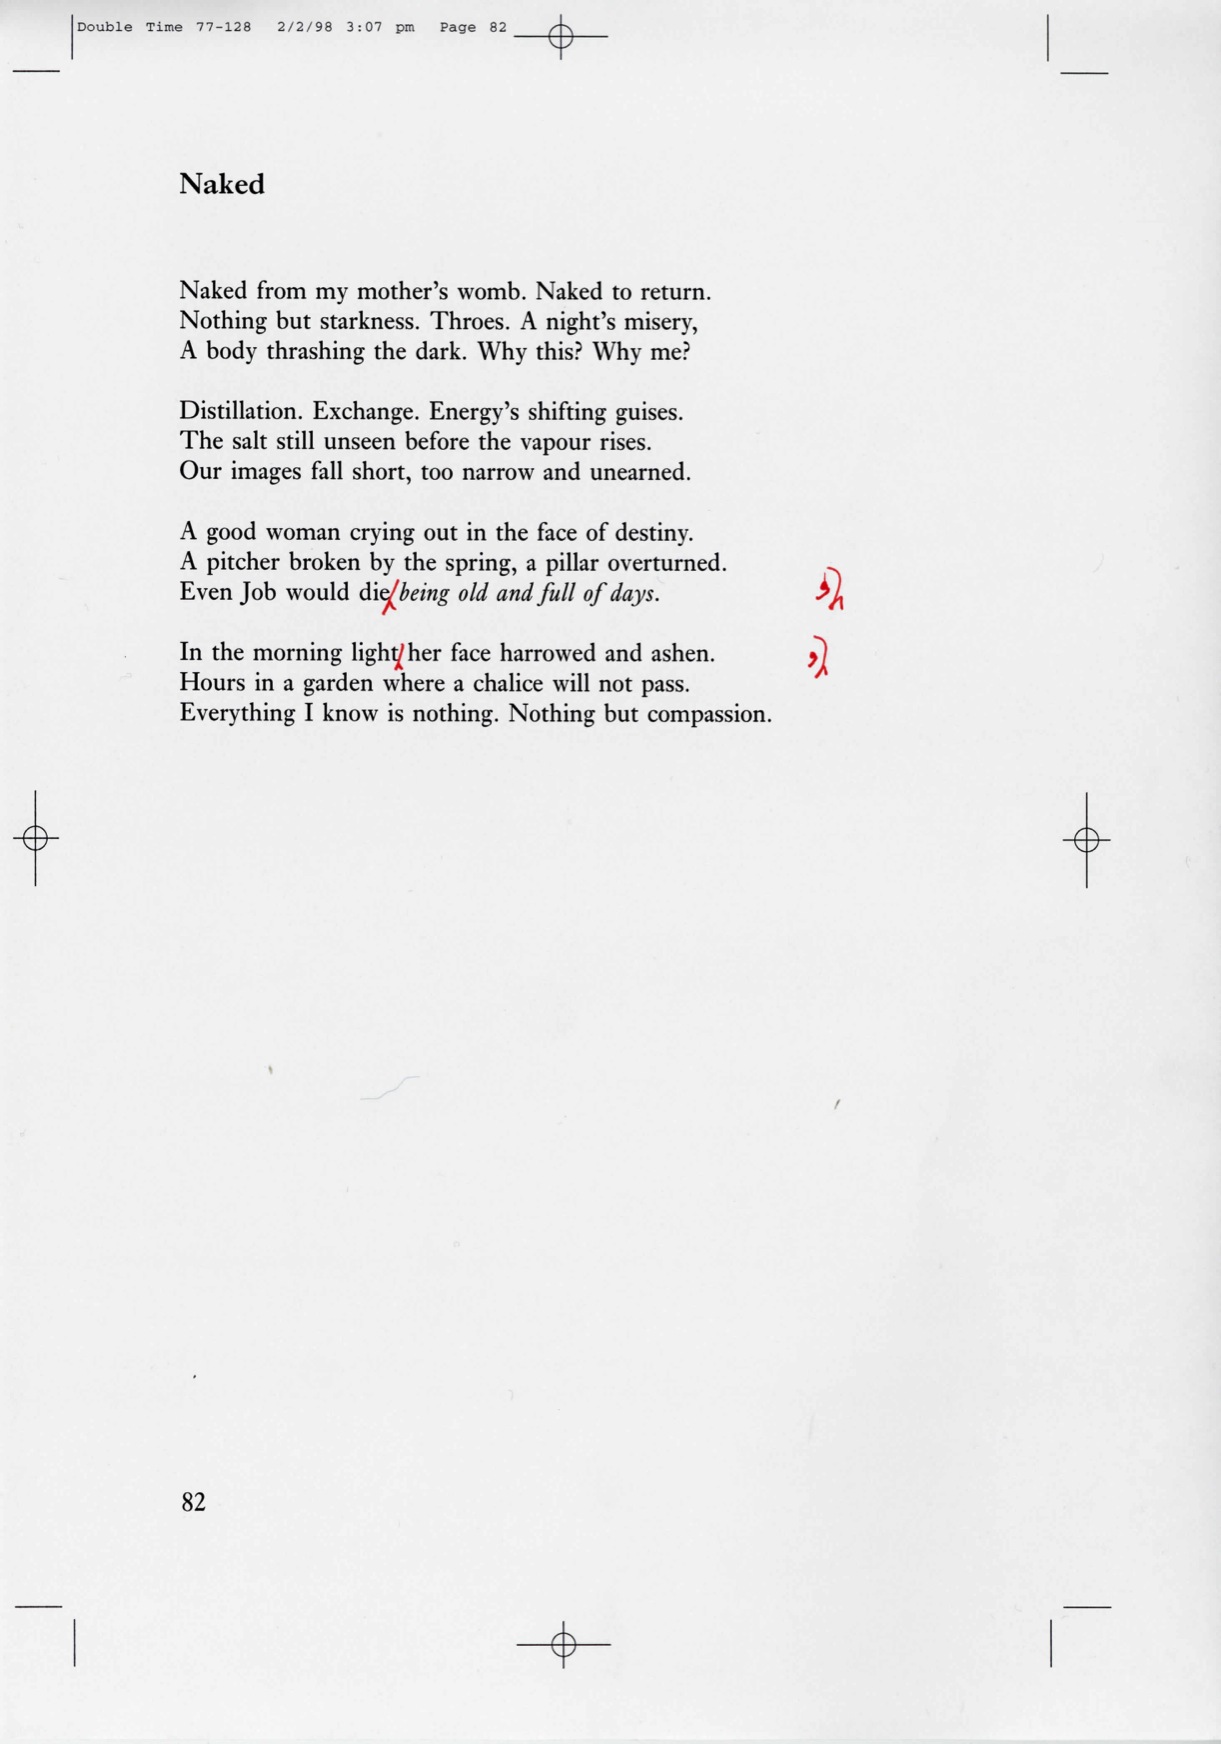 Double Time 77-128 2/2/98 3:07 pm Page 82
Naked
Naked from my mother’s womb. Naked to return.
Nothing but starkness. Throes. A night’s misery,
A body thrashing the dark. Why this? Why me?
Distillation. Exchange. Energy’s shifting guises.
The salt still unseen before the vapour rises.
Our images fall short, too narrow and unearned.
A good woman crying out in the face of destiny.
A pitcher broken by the spring, a pillar overturned.
Even Job would die being old and full of days.
In the morning light her face harrowed and ashen.
Hours in a garden where a chalice will not pass.
Everything I know is nothing. Nothing but compassion.
82